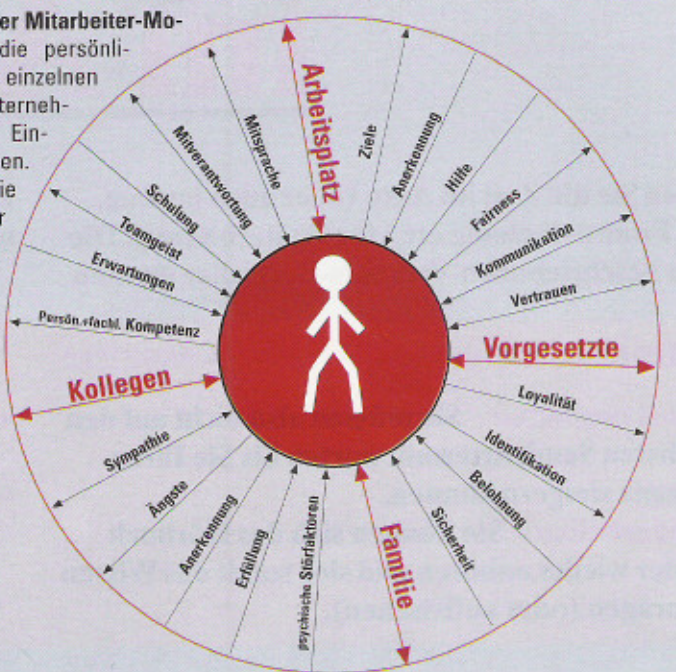 er Mitarbeiter-Mo-
die persönli-
einzelnen
terneh-
Ein-
en.
ie
r
Arbeitsplatz
Ziele
Anerkennung
Hilfe
Fairness
Kommunikation
Vertrauen
Vorgesetzte
Loyalität
Identifikation
Belohnung
Sicherheit
Familie
psychische Störfaktoren
Erfüllung
Anerkennung
Ängste
Sympathie
Kollegen
Persön.+fachl. Kompetenz
Erwartungen
Teamgeist
Schulung
Mitverantwortung
Mitsprache